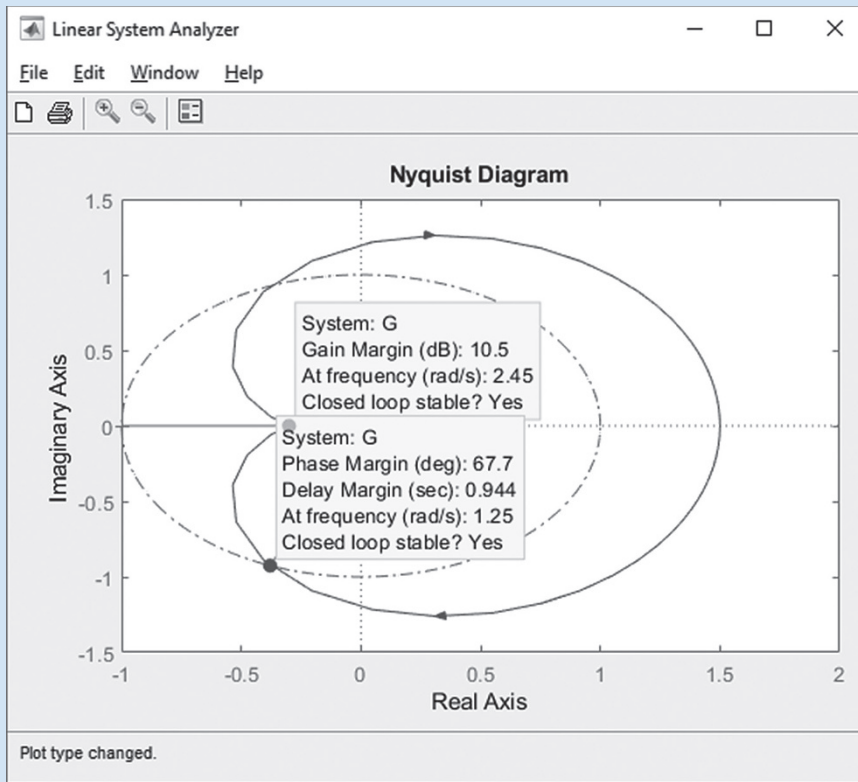 Linear System Analyzer
File Edit Window Help
Nyquist Diagram
1.5
1
0.5
0
-0.5
-1
-1.5
Imaginary Axis
System: G
Gain Margin (dB): 10.5
At frequency (rad/s): 2.45
Closed loop stable? Yes
System: G
Phase Margin (deg): 67.7
Delay Margin (sec): 0.944
At frequency (rad/s): 1.25
Closed loop stable? Yes
-1 -0.5 0 0.5 1 1.5 2
Real Axis
Plot type changed.